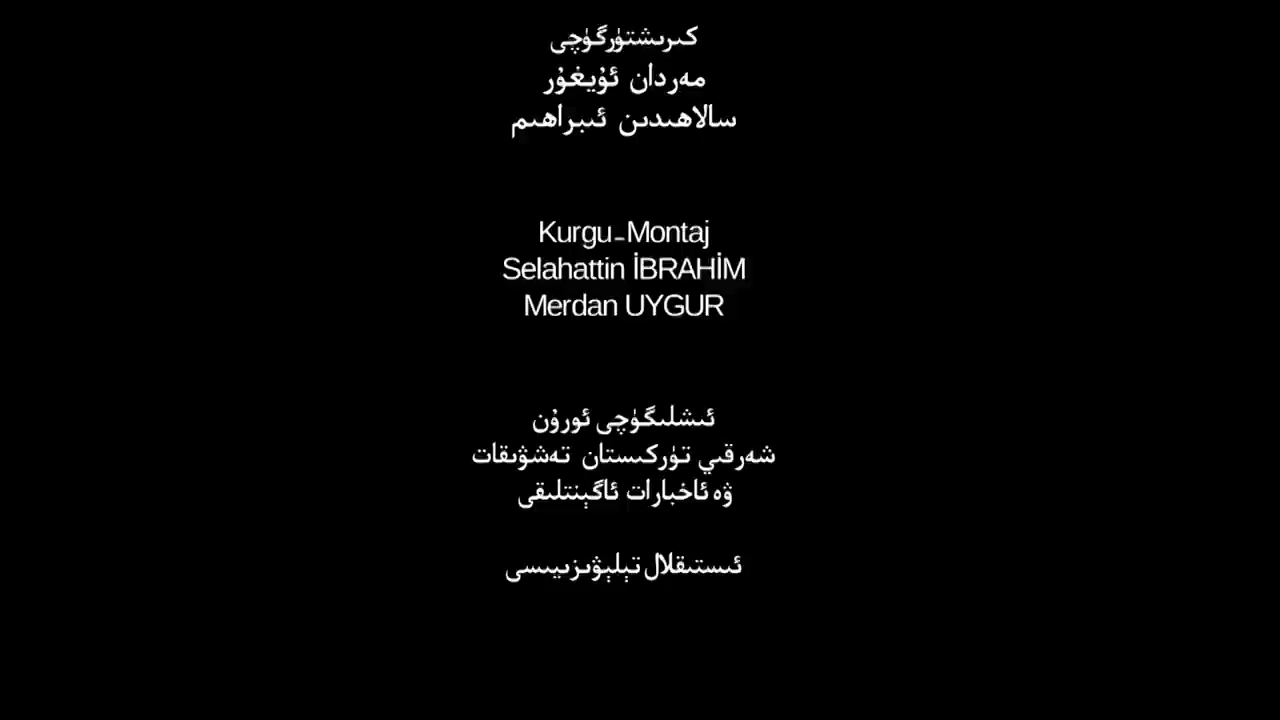 كىرىشتۈرگۈچى
مەردان ئۇيغۇر
سالاھىدىن ئىبراھىم
Kurgu-Montaj
Selahattin İBRAHİM
Merdan UYGUR
ئىشلىگۈچى ئورۇن
شەرقىي تۈركىستان تەشۋىقات
ۋە ئاخبارات ئاگېنتلىقى
ئىستىقلال تېلېۋىزىيىسى